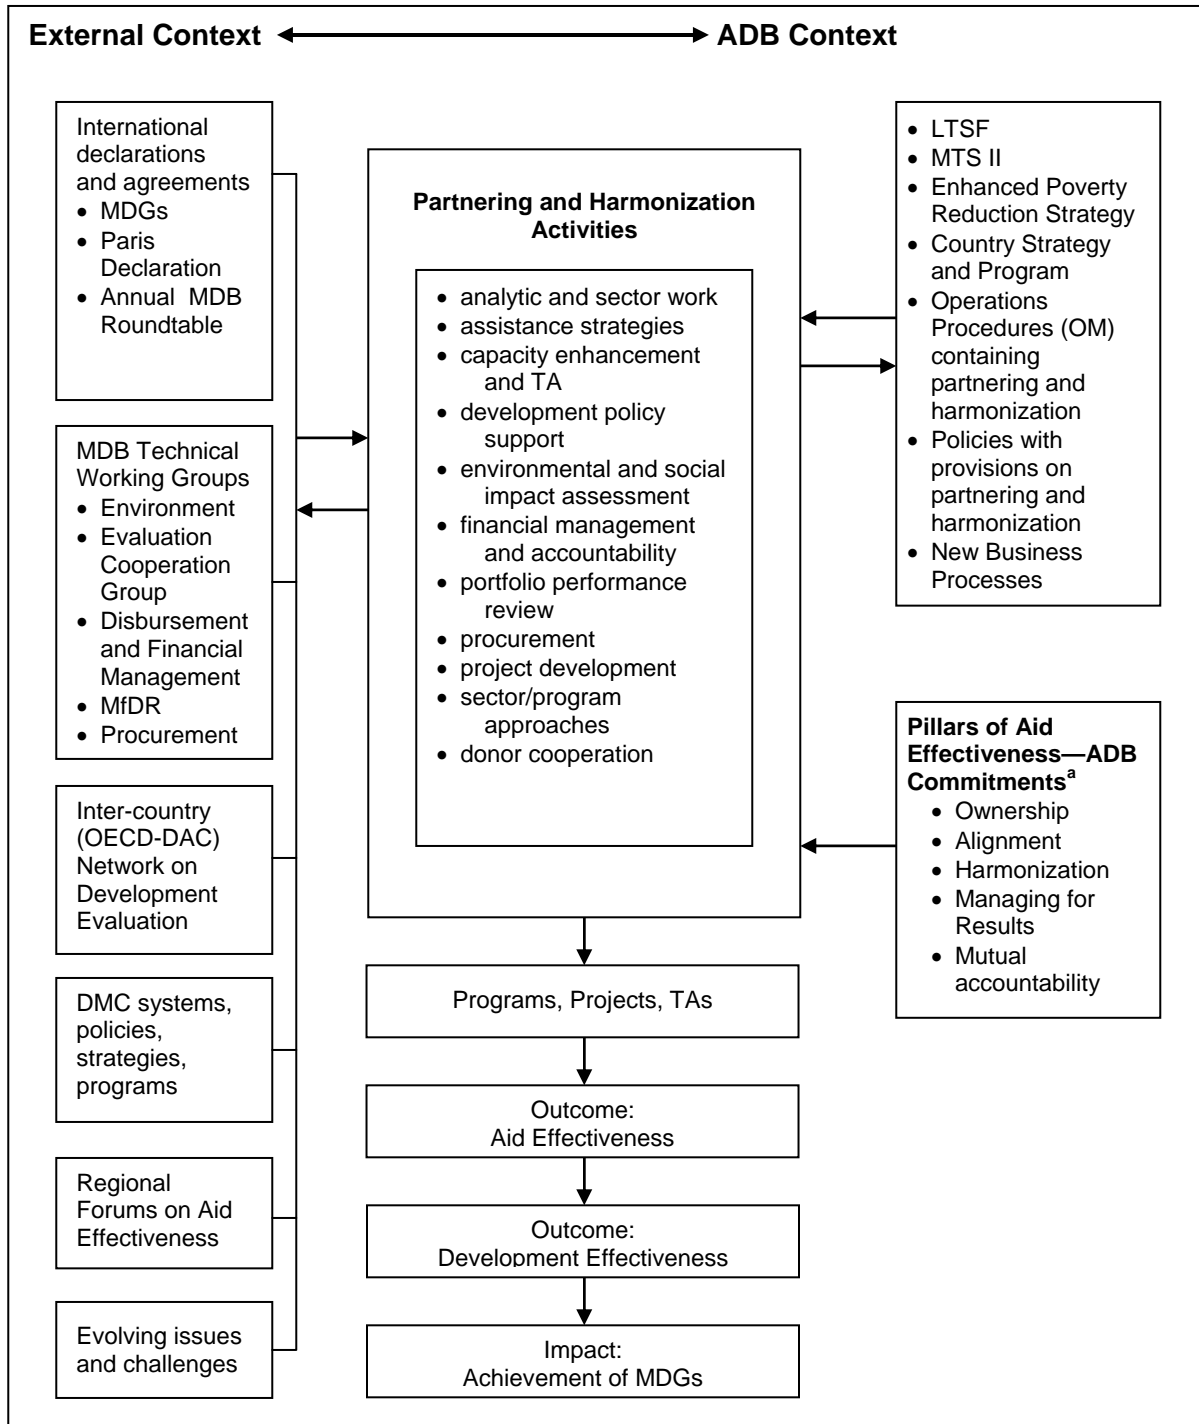 External Context
ADB Context
International
declarations
and agreements
• MDGs
• Paris
Declaration
• Annual MDB
Roundtable
MDB Technical
Working Groups
• Environment
• Evaluation
Cooperation
Group
• Disbursement
and Financial
Management
• MfDR
• Procurement
Inter-country
(OECD-DAC)
Network on
Development
Evaluation
DMC systems,
policies,
strategies,
programs
Regional
Forums on Aid
Effectiveness
Evolving issues
and challenges
Partnering and Harmonization
Activities
• analytic and sector work
• assistance strategies
• capacity enhancement
and TA
• development policy
support
• environmental and social
impact assessment
• financial management
and accountability
• portfolio performance
review
• procurement
• project development
• sector/program
approaches
• donor cooperation
Programs, Projects, TAs
Outcome:
Aid Effectiveness
Outcome:
Development Effectiveness
Impact:
Achievement of MDGs
• LTSF
• MTS II
• Enhanced Poverty
Reduction Strategy
• Country Strategy
and Program
• Operations
Procedures (OM)
containing
partnering and
harmonization
• Policies with
provisions on
partnering and
harmonization
• New Business
Processes
Pillars of Aid
Effectiveness—ADB
Commitmentsᵃ
• Ownership
• Alignment
• Harmonization
• Managing for
Results
• Mutual
accountability